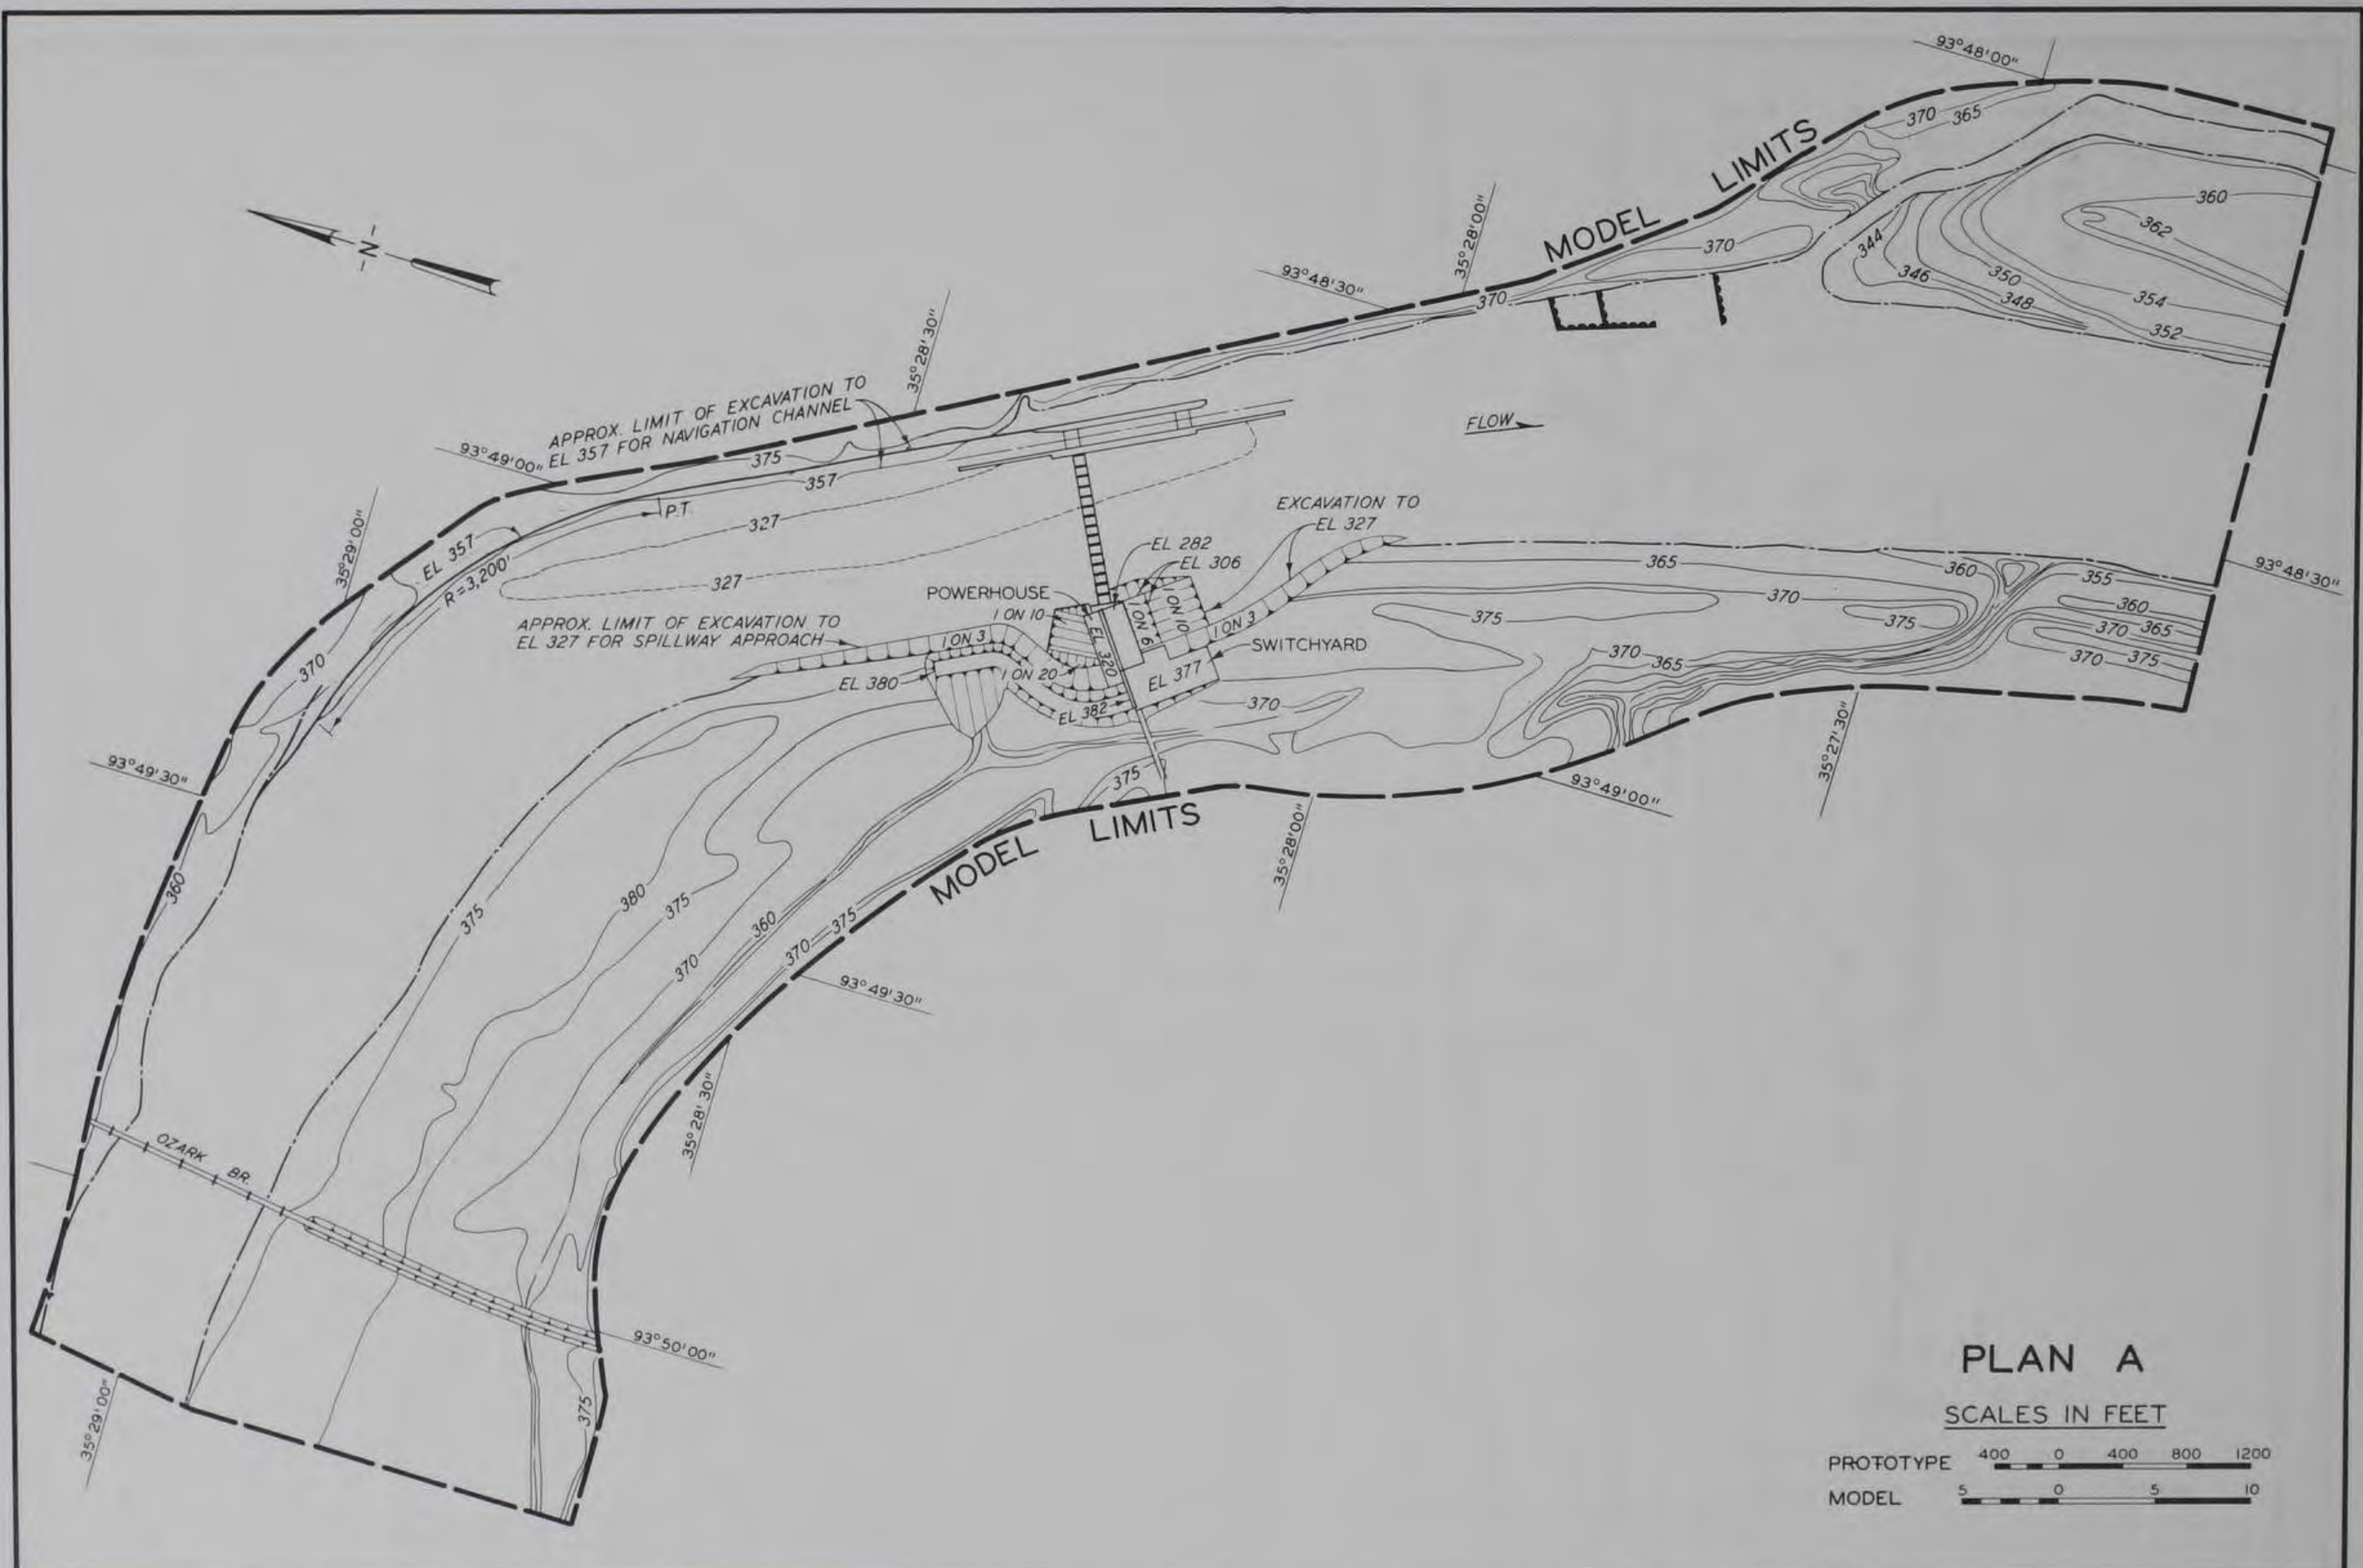 93°48'00"
370 365
MODEL LIMITS
360
362
344
346
350
348
354
352
370
35°28'00"
93°48'30"
370
N
35°28'30"
APPROX. LIMIT OF EXCAVATION TO
EL 357 FOR NAVIGATION CHANNEL
93°49'00"
375
357
P.T.
327
327
FLOW
EL 357
R=3,200'
35°29'00"
EXCAVATION TO
EL 327
EL 282
EL 306
POWERHOUSE
1 ON 10
1 ON 10
1 ON 6
1 ON 3
EL 320
APPROX. LIMIT OF EXCAVATION TO
EL 327 FOR SPILLWAY APPROACH
1 ON 3
1 ON 20
EL 380
EL 382
EL 377
SWITCHYARD
365
360
355
93°48'30"
370
375
375
360
365
370
375
370
370
365
370
370
93°49'30"
375
93°49'00"
35°27'30"
35°28'00"
MODEL LIMITS
360
375
380
375
360
370
370
375
93°49'30"
35°28'30"
OZARK BR.
93°50'00"
375
35°29'00"
PLAN A
SCALES IN FEET
PROTOTYPE 400 0 400 800 1200
MODEL 5 0 5 10